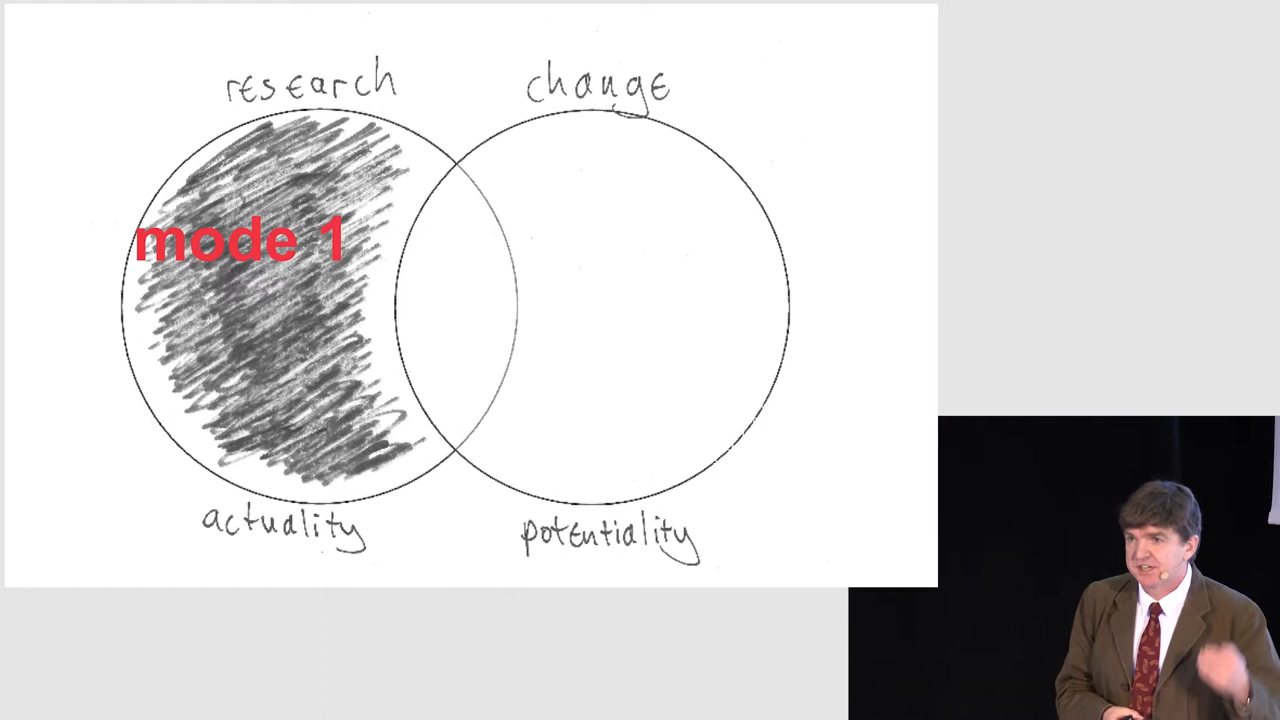 research
change
mode 1
actuality
potentiality